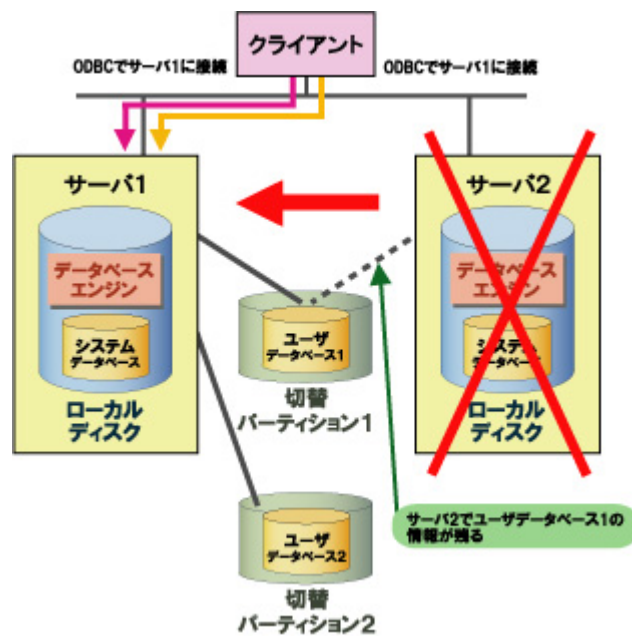 クライアント
ODBCでサーバ1に接続
ODBCでサーバ1に接続
サーバ1
データベース
エンジン
システム
データベース
ローカル
ディスク
サーバ2
データベース
エンジン
システム
データベース
ローカル
ディスク
ユーザ
データベース1
切替
パーティション1
サーバ2でユーザデータベース1の
情報が残る
ユーザ
データベース2
切替
パーティション2